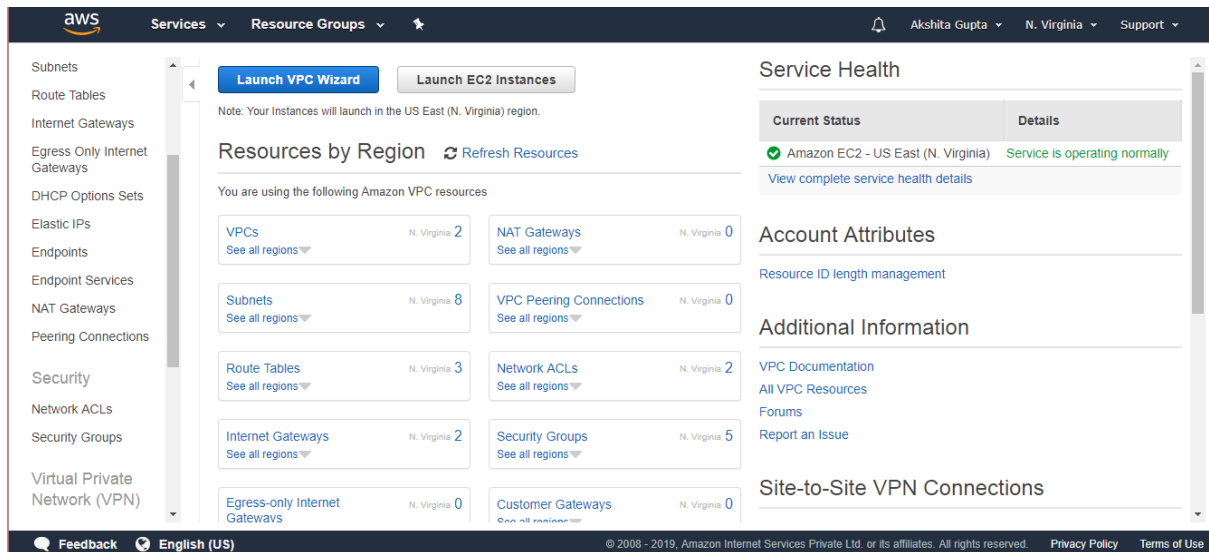 aws Services Resource Groups Akshita Gupta N. Virginia Support
Subnets
Route Tables
Internet Gateways
Egress Only Internet
Gateways
DHCP Options Sets
Elastic IPs
Endpoints
Endpoint Services
NAT Gateways
Peering Connections
Security
Network ACLs
Security Groups
Virtual Private
Network (VPN)
Launch VPC Wizard Launch EC2 Instances
Note: Your Instances will launch in the US East (N. Virginia) region.
Resources by Region Refresh Resources
You are using the following Amazon VPC resources
VPCs N. Virginia 2
See all regions
NAT Gateways N. Virginia 0
See all regions
Subnets N. Virginia 8
See all regions
VPC Peering Connections N. Virginia 0
See all regions
Route Tables N. Virginia 3
See all regions
Network ACLs N. Virginia 2
See all regions
Internet Gateways N. Virginia 2
See all regions
Security Groups N. Virginia 5
See all regions
Egress-only Internet N. Virginia 0
Gateways
Customer Gateways N. Virginia 0
See all regions
Service Health
Current Status Details
Amazon EC2 - US East (N. Virginia) Service is operating normally
View complete service health details
Account Attributes
Resource ID length management
Additional Information
VPC Documentation
All VPC Resources
Forums
Report an Issue
Site-to-Site VPN Connections
Feedback English (US) © 2008 - 2019, Amazon Internet Services Private Ltd. or its affiliates. All rights reserved. Privacy Policy Terms of Use